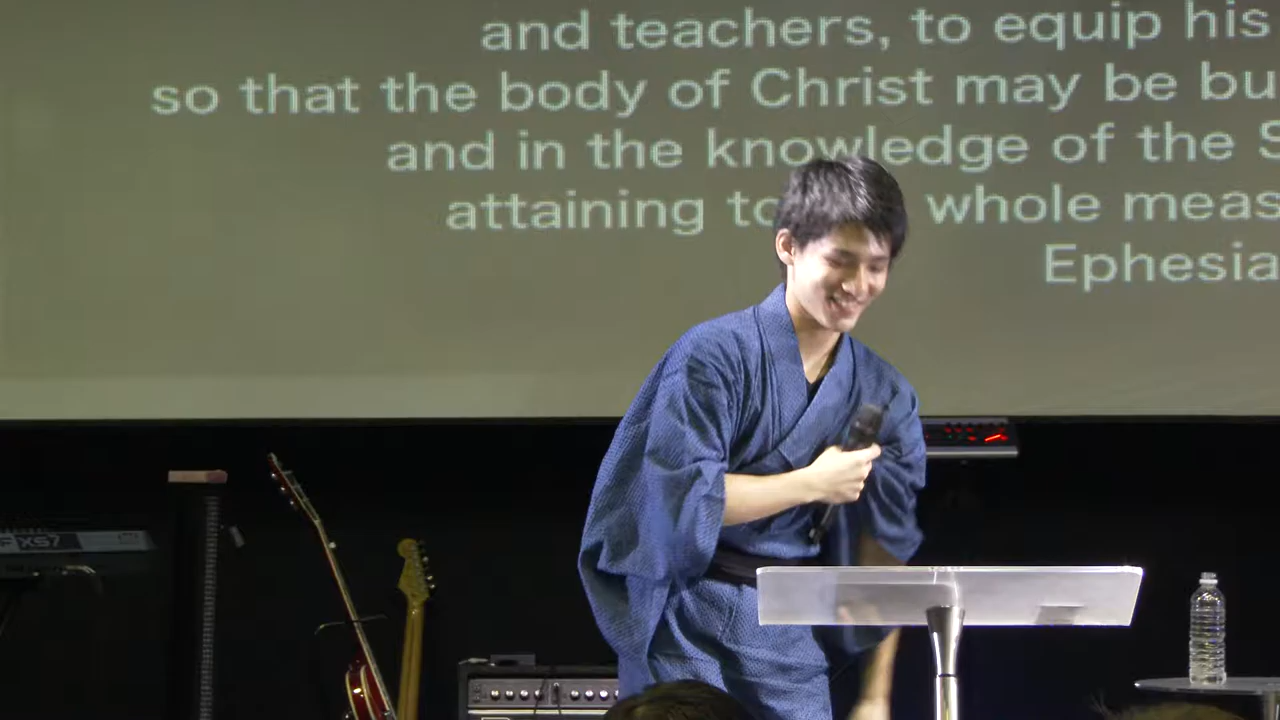 and teachers, to equip his
so that the body of Christ may be bu
and in the knowledge of the S
attaining to whole meas
Ephesia
XS7